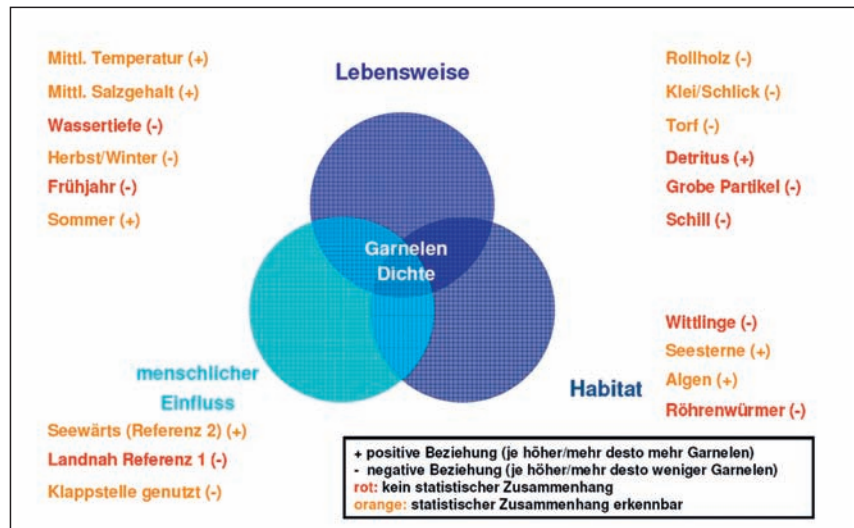 Mittl. Temperatur (+)
Mittl. Salzgehalt (+)
Wassertiefe (-)
Herbst/Winter (-)
Frühjahr (-)
Sommer (+)
Lebensweise
Rollholz (-)
Klei/Schlick (-)
Torf (-)
Detritus (+)
Grobe Partikel (-)
Schill (-)
Garnelen
Dichte
Wittlinge (-)
Seesterne (+)
Algen (+)
Röhrenwürmer (-)
menschlicher
Einfluss
Habitat
Seewärts (Referenz 2) (+)
Landnah Referenz 1 (-)
Klappstelle genutzt (-)
+ positive Beziehung (je höher/mehr desto mehr Garnelen)
- negative Beziehung (je höher/mehr desto weniger Garnelen)
rot: kein statistischer Zusammenhang
orange: statistischer Zusammenhang erkennbar